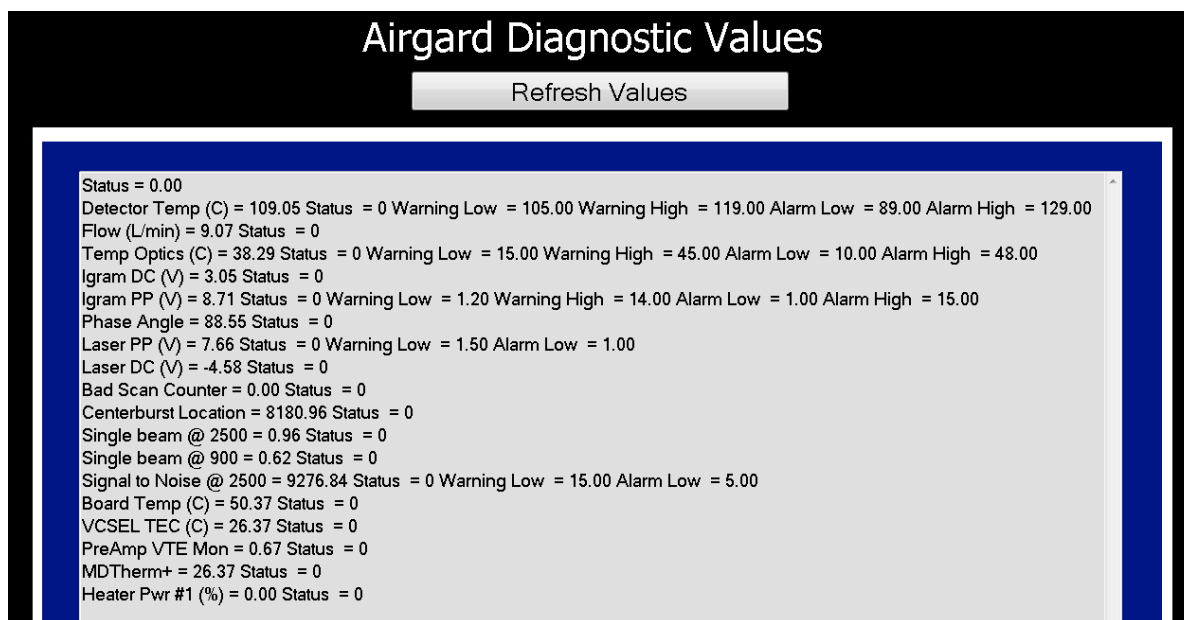 Airgard Diagnostic Values
Refresh Values
Status = 0.00
Detector Temp (C) = 109.05 Status = 0 Warning Low = 105.00 Warning High = 119.00 Alarm Low = 89.00 Alarm High = 129.00
Flow (L/min) = 9.07 Status = 0
Temp Optics (C) = 38.29 Status = 0 Warning Low = 15.00 Warning High = 45.00 Alarm Low = 10.00 Alarm High = 48.00
Igram DC (V) = 3.05 Status = 0
Igram PP (V) = 8.71 Status = 0 Warning Low = 1.20 Warning High = 14.00 Alarm Low = 1.00 Alarm High = 15.00
Phase Angle = 88.55 Status = 0
Laser PP (V) = 7.66 Status = 0 Warning Low = 1.50 Alarm Low = 1.00
Laser DC (V) = -4.58 Status = 0
Bad Scan Counter = 0.00 Status = 0
Centerburst Location = 8180.96 Status = 0
Single beam @ 2500 = 0.96 Status = 0
Single beam @ 900 = 0.62 Status = 0
Signal to Noise @ 2500 = 9276.84 Status = 0 Warning Low = 15.00 Alarm Low = 5.00
Board Temp (C) = 50.37 Status = 0
VCSEL TEC (C) = 26.37 Status = 0
PreAmp VTE Mon = 0.67 Status = 0
MDTherm+ = 26.37 Status = 0
Heater Pwr #1 (%) = 0.00 Status = 0